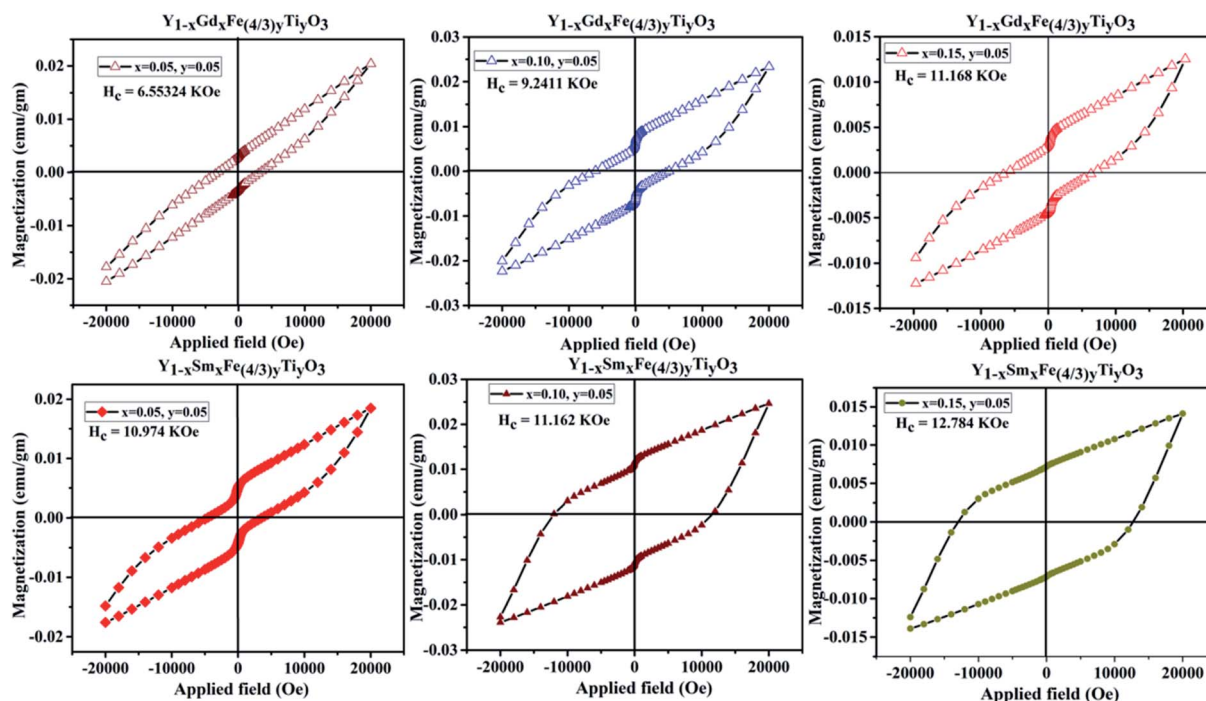 Y1-xGdxFe(4/3)yTiyO3
x=0.05, y=0.05
Hc = 6.55324 KOe
Magnetization (emu/gm)
0.02
0.01
0.00
-0.01
-0.02
-20000 -10000 0 10000 20000
Applied field (Oe)
Y1-xGdxFe(4/3)yTiyO3
x=0.10, y=0.05
Hc = 9.2411 KOe
Magnetization (emu/gm)
0.03
0.02
0.01
0.00
-0.01
-0.02
-0.03
-20000 -10000 0 10000 20000
Applied field (Oe)
Y1-xGdxFe(4/3)yTiyO3
x=0.15, y=0.05
Hc = 11.168 KOe
Magnetization (emu/gm)
0.015
0.010
0.005
0.000
-0.005
-0.010
-0.015
-20000 -10000 0 10000 20000
Applied field (Oe)
Y1-xSmxFe(4/3)yTiyO3
x=0.05, y=0.05
Hc = 10.974 KOe
Magnetization (emu/gm)
0.02
0.01
0.00
-0.01
-0.02
-20000 -10000 0 10000 20000
Applied field (Oe)
Y1-xSmxFe(4/3)yTiyO3
x=0.10, y=0.05
Hc = 11.162 KOe
Magnetization (emu/gm)
0.03
0.02
0.01
0.00
-0.01
-0.02
-0.03
-20000 -10000 0 10000 20000
Applied field (Oe)
Y1-xSmxFe(4/3)yTiyO3
x=0.15, y=0.05
Hc = 12.784 KOe
Magnetization (emu/gm)
0.015
0.010
0.005
0.000
-0.005
-0.010
-0.015
-20000 -10000 0 10000 20000
Applied field (Oe)